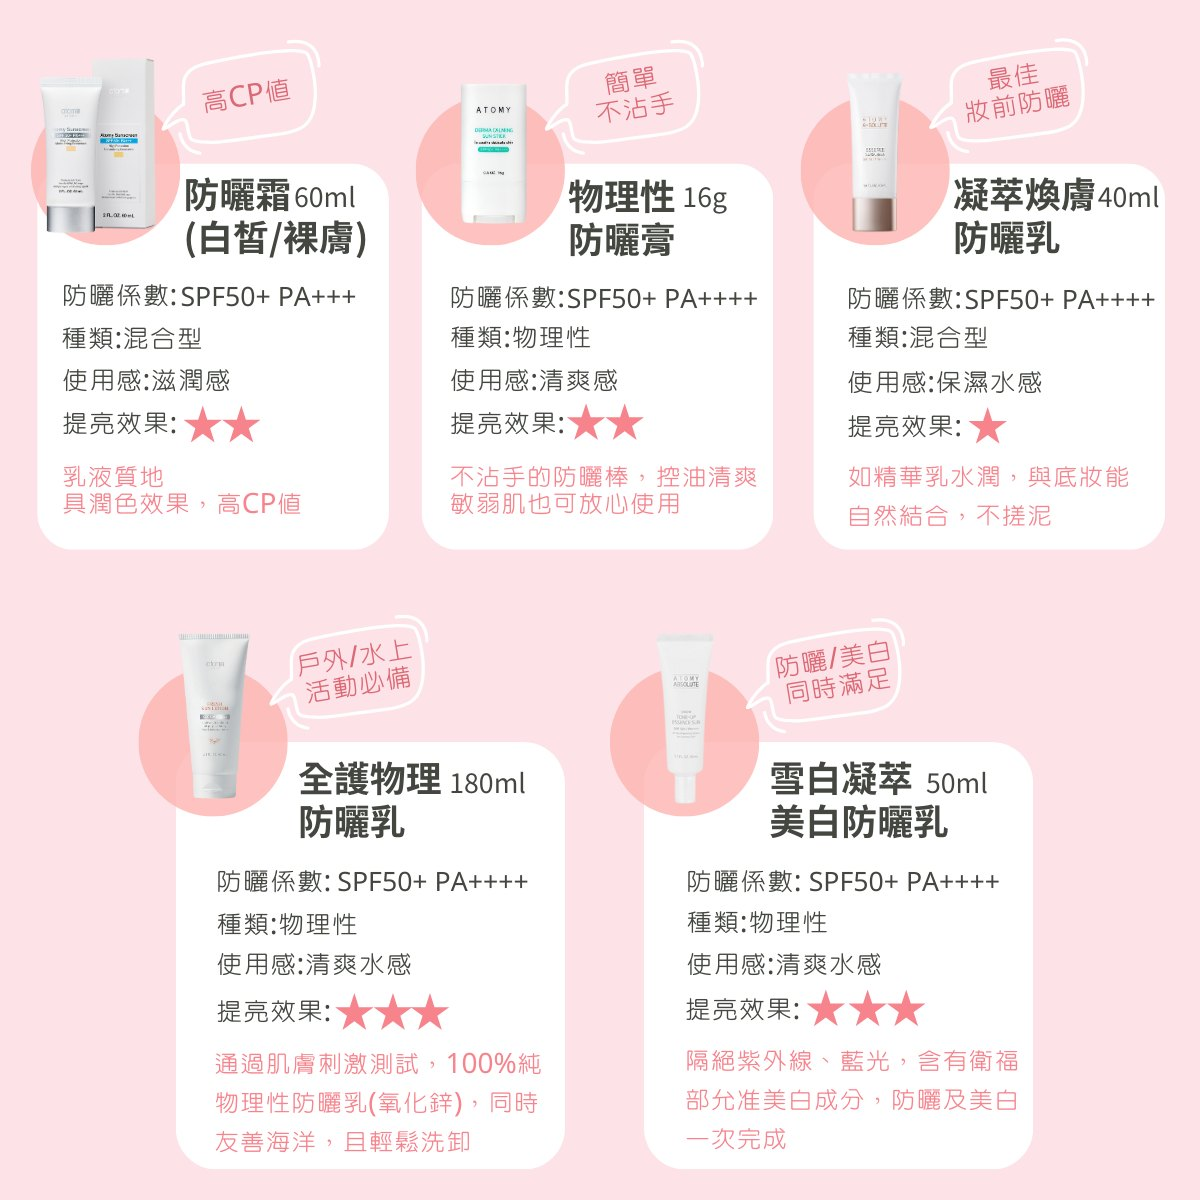 高CP值
防曬霜 60ml
(白皙/裸膚)
防曬係數:SPF50+ PA+++
種類:混合型
使用感:滋潤感
提亮效果:★★
乳液質地
具潤色效果，高CP值
簡單
不沾手
ATOMY
DERMA CALMING
SUN STICK
物理性 16g
防曬膏
防曬係數:SPF50+ PA++++
種類:物理性
使用感:清爽感
提亮效果:★★
不沾手的防曬棒，控油清爽
敏弱肌也可放心使用
最佳
妝前防曬
凝萃煥膚 40ml
防曬乳
防曬係數:SPF50+ PA++++
種類:混合型
使用感:保濕水感
提亮效果:★
如精華乳水潤，與底妝能
自然結合，不搓泥
戶外/水上
活動必備
全護物理 180ml
防曬乳
防曬係數: SPF50+ PA++++
種類:物理性
使用感:清爽水感
提亮效果:★★★
通過肌膚刺激測試，100%純
物理性防曬乳(氧化鋅)，同時
友善海洋，且輕鬆洗卸
防曬/美白
同時滿足
ATOMY
ABSOLUTE
雪白凝萃 50ml
美白防曬乳
防曬係數: SPF50+ PA++++
種類:物理性
使用感:清爽水感
提亮效果: ★★★
隔絕紫外線、藍光，含有衛福
部允准美白成分，防曬及美白
一次完成